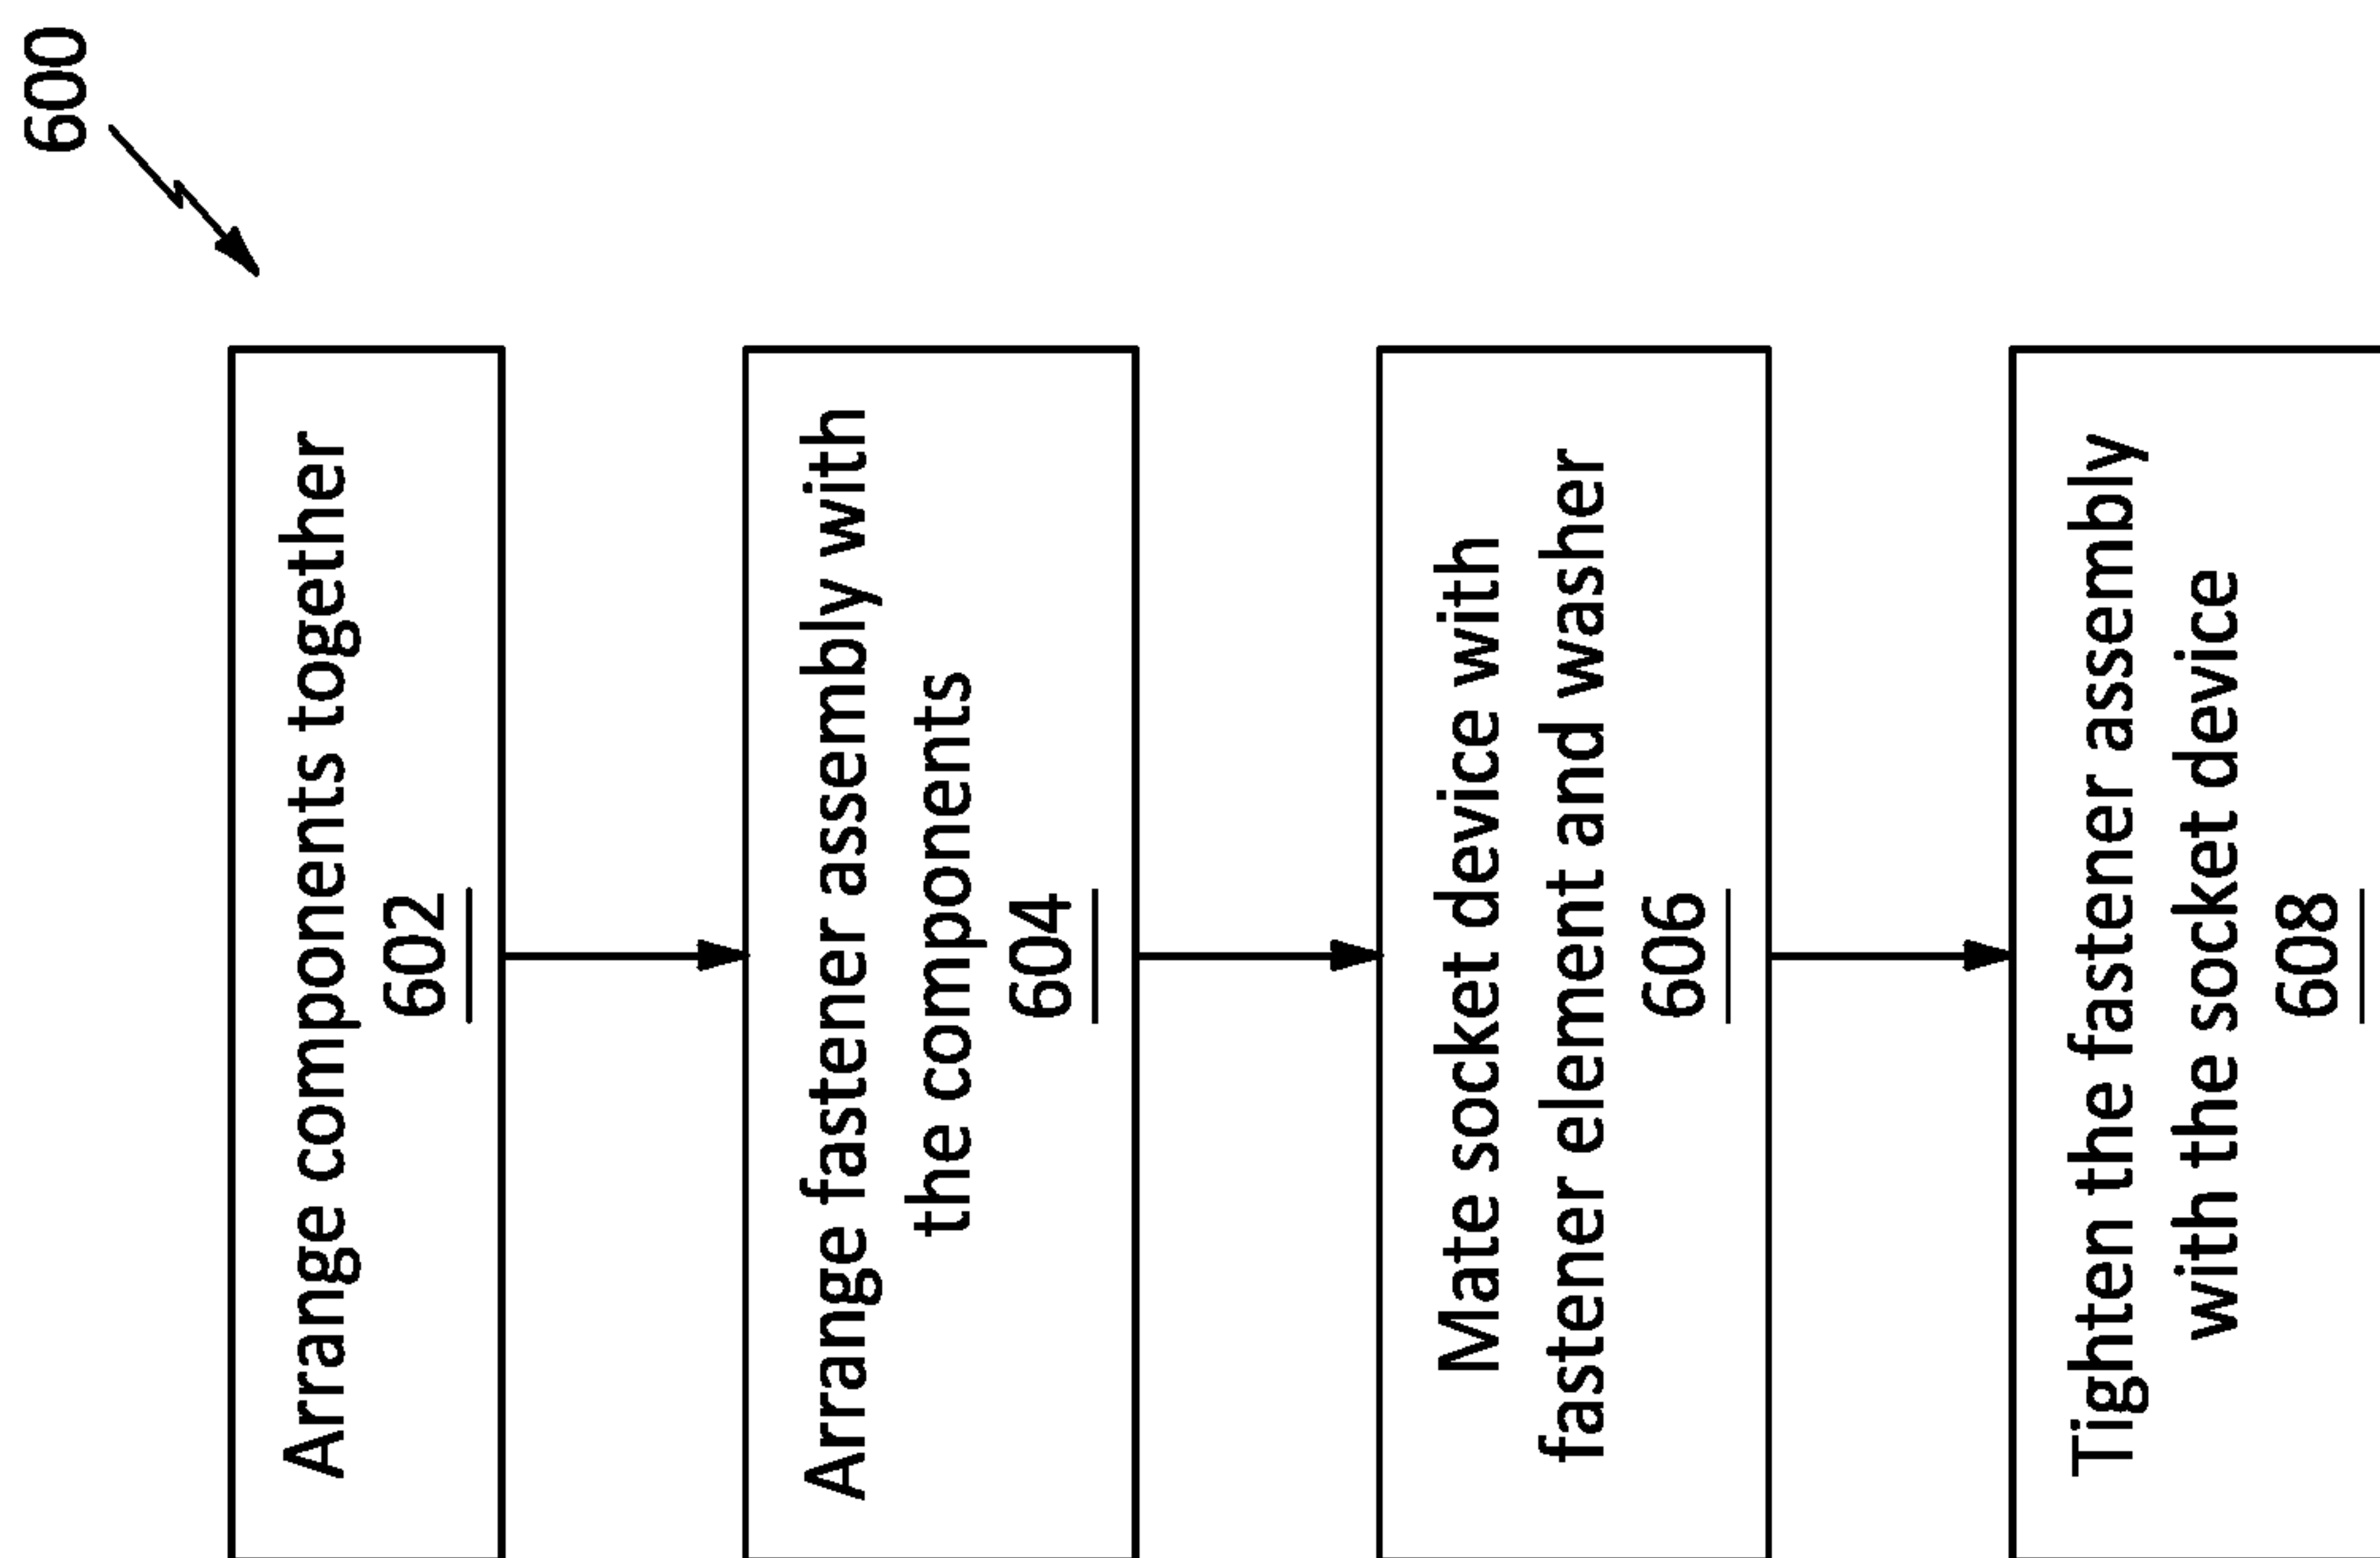 600
Arrange components together
602
Arrange fastener assembly with
the components
604
Mate socket device with
fastener element and washer
606
Tighten the fastener assembly
with the socket device
608